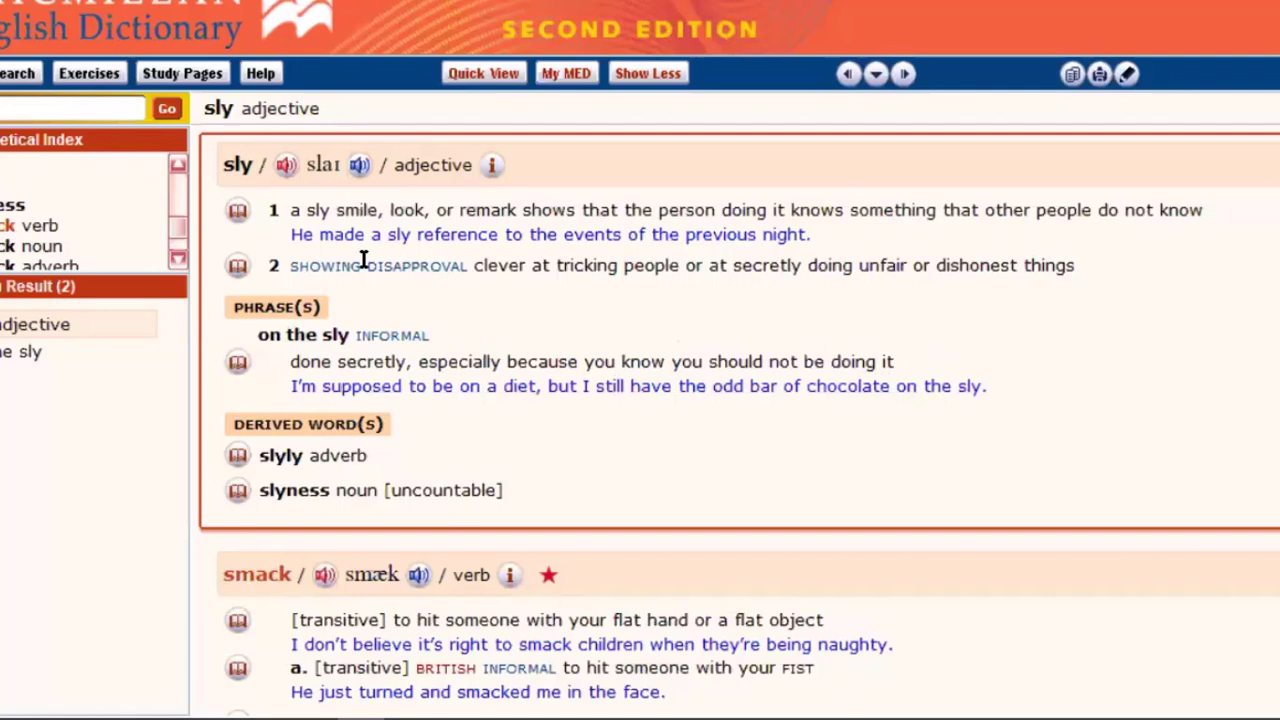 glish Dictionary
SECOND EDITION
earch Exercises Study Pages Help Quick View My MED Show Less
Go
sly adjective
etical Index
ess
ck verb
ck noun
ck adverb
Result (2)
djective
e sly
sly / slaɪ / adjective
1 a sly smile, look, or remark shows that the person doing it knows something that other people do not know
He made a sly reference to the events of the previous night.
2 SHOWING DISAPPROVAL clever at tricking people or at secretly doing unfair or dishonest things
PHRASE(S)
on the sly INFORMAL
done secretly, especially because you know you should not be doing it
I'm supposed to be on a diet, but I still have the odd bar of chocolate on the sly.
DERIVED WORD(S)
slyly adverb
slyness noun [uncountable]
smack / smæk / verb
[transitive] to hit someone with your flat hand or a flat object
I don't believe it's right to smack children when they're being naughty.
a. [transitive] BRITISH INFORMAL to hit someone with your FIST
He just turned and smacked me in the face.